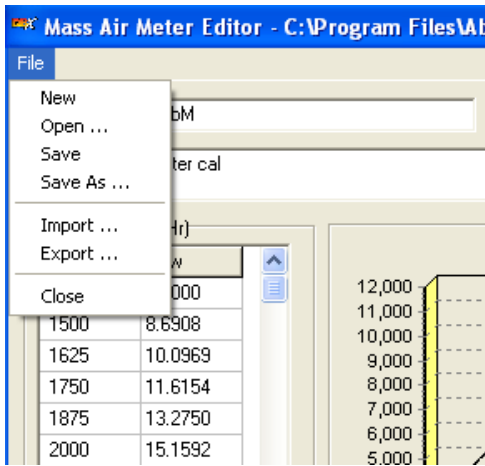 Mass Air Meter Editor - C:\Program Files\Ab
File
New
Open ...
Save
Save As ...
Import ...
Export ...
Close
bM
ter cal
Hr)
w
000
1500 8.6908
1625 10.0969
1750 11.6154
1875 13.2750
2000 15.1592
12,000
11,000
10,000
9,000
8,000
7,000
6,000
5,000